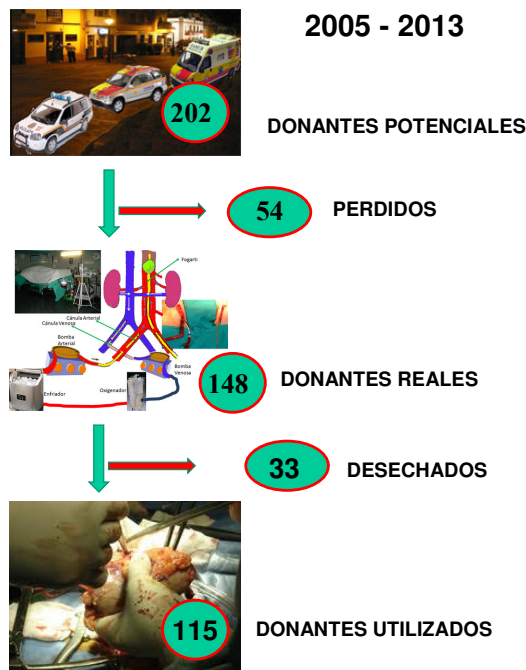 2005 - 2013
202
DONANTES POTENCIALES
54
PERDIDOS
Fogarti
Cánula Arterial
Cánula Venosa
Bomba
Arterial
Bomba
Venosa
Enfriador
Oxigenador
148
DONANTES REALES
33
DESECHADOS
115
DONANTES UTILIZADOS